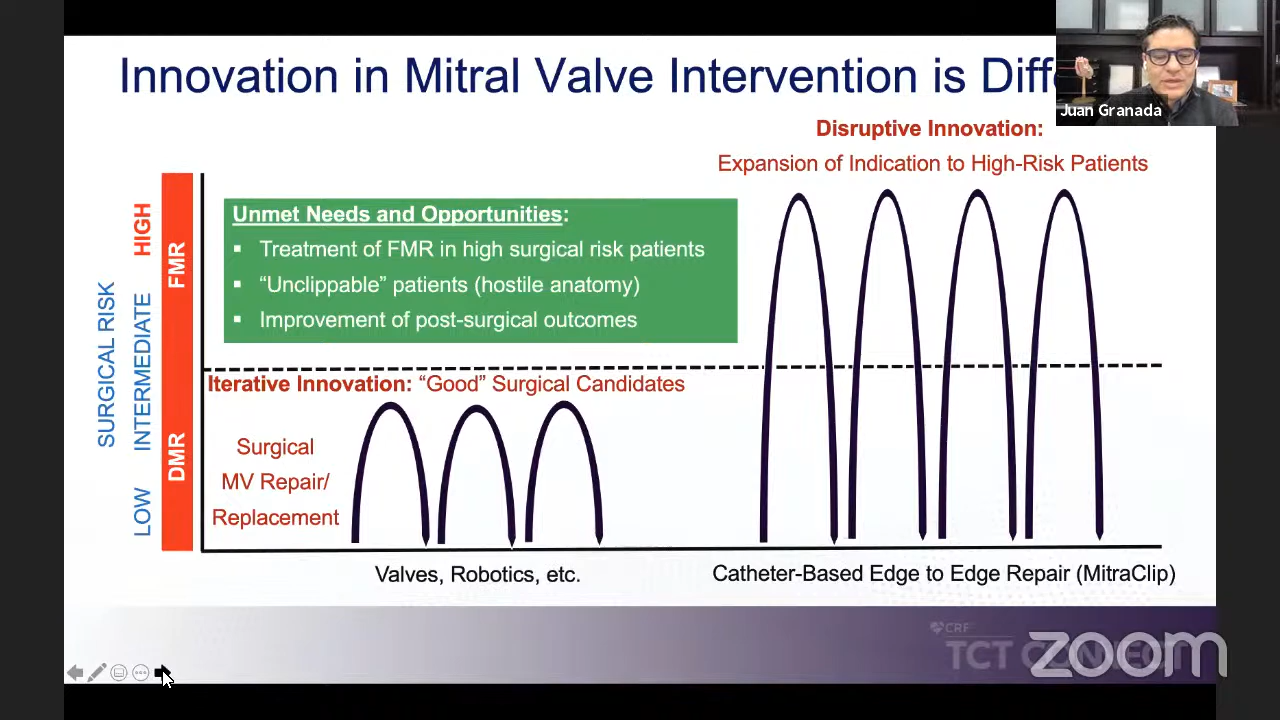 Innovation in Mitral Valve Intervention is Diff
Juan Granada
Disruptive Innovation:
Expansion of Indication to High-Risk Patients
SURGICAL RISK
LOW INTERMEDIATE HIGH
DMR FMR
Unmet Needs and Opportunities:
▪ Treatment of FMR in high surgical risk patients
▪ “Unclippable” patients (hostile anatomy)
▪ Improvement of post-surgical outcomes
Iterative Innovation: “Good” Surgical Candidates
Surgical
MV Repair/
Replacement
Valves, Robotics, etc.
Catheter-Based Edge to Edge Repair (MitraClip)
CRF
TCT CONNECT
zoom